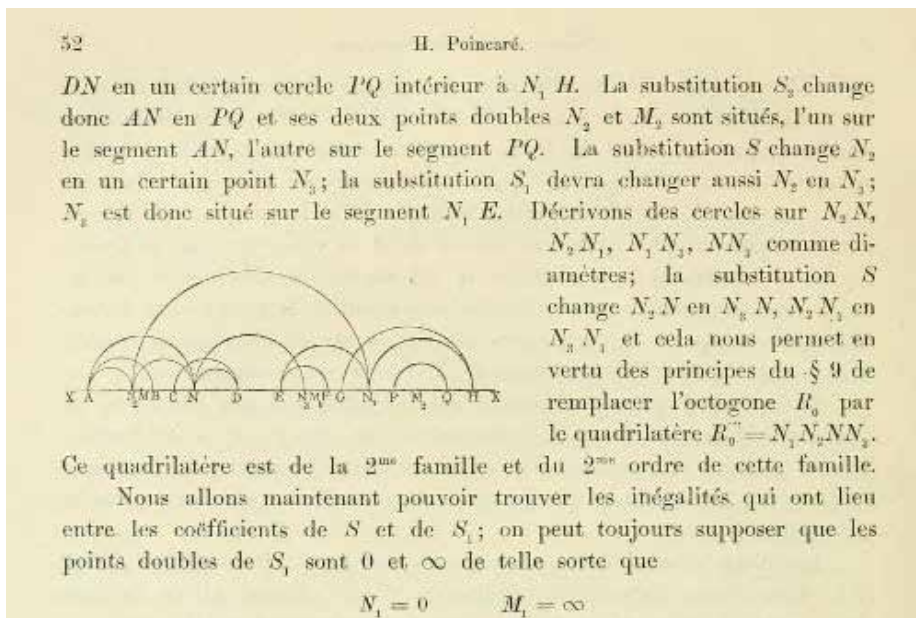 52
H. Poincaré.
DN en un certain cercle PQ intérieur à N₁ H. La substitution S₂ change
donc AN en PQ et ses deux points doubles N₂ et M₂ sont situés, l'un sur
le segment AN, l'autre sur le segment PQ. La substitution S change N₂
en un certain point N₃; la substitution S₁ devra changer aussi N₂ en N₃;
N₃ est donc situé sur le segment N₁ E. Décrivons des cercles sur N₂ N,
N₂ N₁, N₁ N₃, NN₃ comme di-
amètres; la substitution S
change N₂ N en N₃ N, N₂ N₁ en
N₃ N₁ et cela nous permet en
vertu des principes du § 9 de
remplacer l'octogone R₀ par
le quadrilatère R₀'' = N₁N₂NN₃.
X A N₂ M B C N D E N₃ M₁ F G N₁ P M₂ Q H X
Ce quadrilatère est de la 2me famille et du 2me ordre de cette famille.
Nous allons maintenant pouvoir trouver les inégalités qui ont lieu
entre les coëfficients de S et de S₁; on peut toujours supposer que les
points doubles de S₁ sont 0 et ∞ de telle sorte que
N₁ = 0 M₁ = ∞